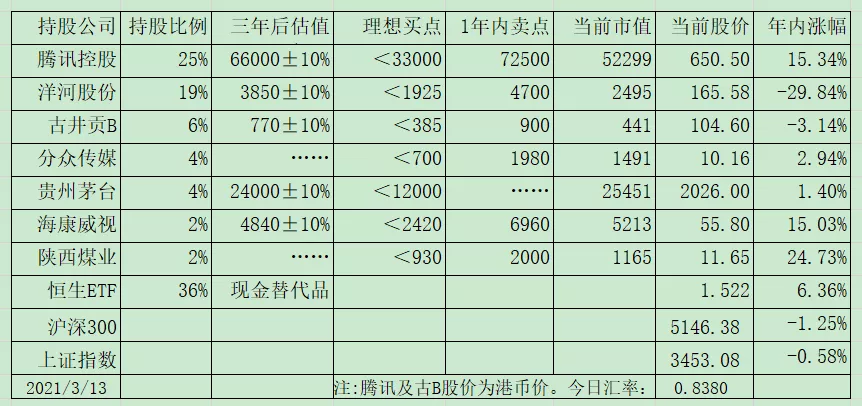 持股公司 持股比例 三年后估值 理想买点 1年内卖点 当前市值 当前股价 年内涨幅
腾讯控股 25% 66000±10% <33000 72500 52299 650.50 15.34%
洋河股份 19% 3850±10% <1925 4700 2495 165.58 -29.84%
古井贡B 6% 770±10% <385 900 441 104.60 -3.14%
分众传媒 4% …… <700 1980 1491 10.16 2.94%
贵州茅台 4% 24000±10% <12000 …… 25451 2026.00 1.40%
海康威视 2% 4840±10% <2420 6960 5213 55.80 15.03%
陕西煤业 2% …… <930 2000 1165 11.65 24.73%
恒生ETF 36% 现金替代品 1.522 6.36%
沪深300 5146.38 -1.25%
上证指数 3453.08 -0.58%
2021/3/13 注:腾讯及古B股价为港币价。今日汇率: 0.8380